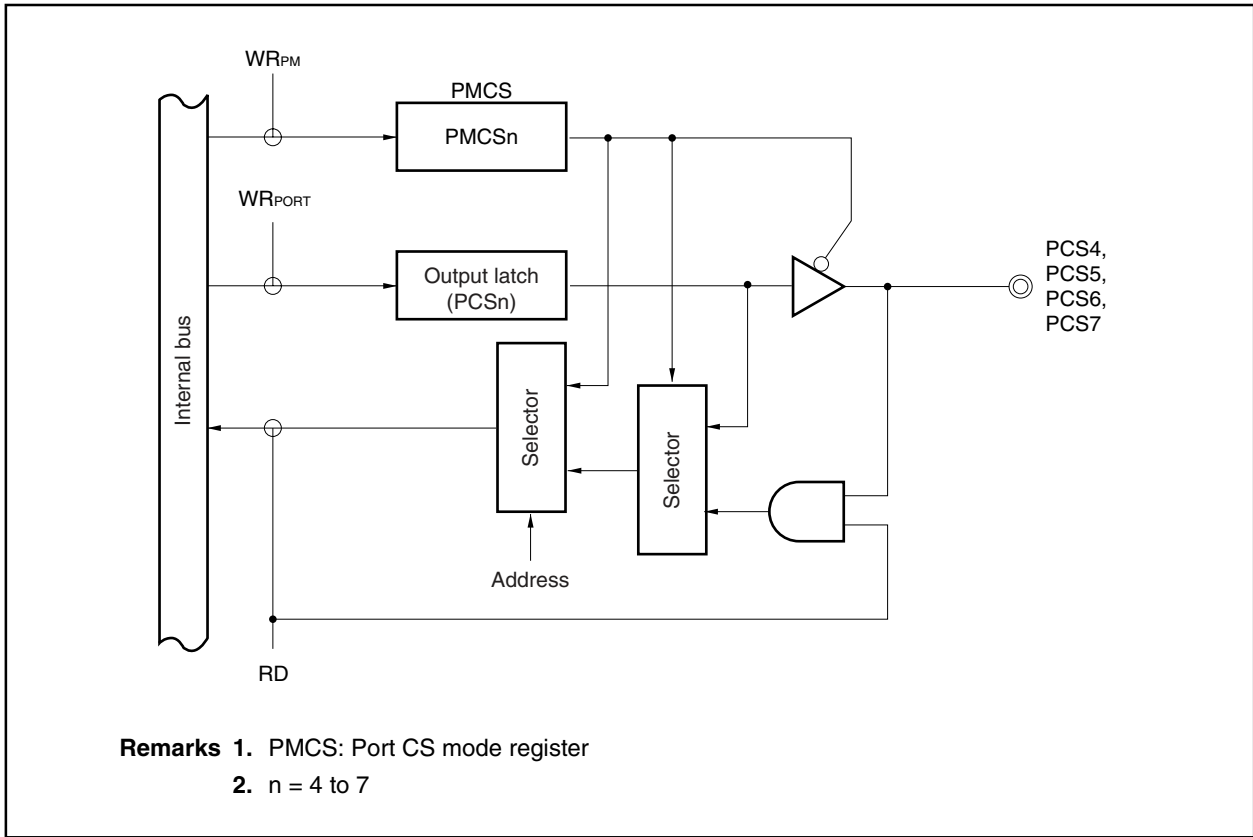 WRPM
PMCS
PMCSn
WRPORT
Output latch
(PCSn)
PCS4,
PCS5,
PCS6,
PCS7
Internal bus
Selector
Selector
Address
RD
Remarks 1. PMCS: Port CS mode register
2. n = 4 to 7